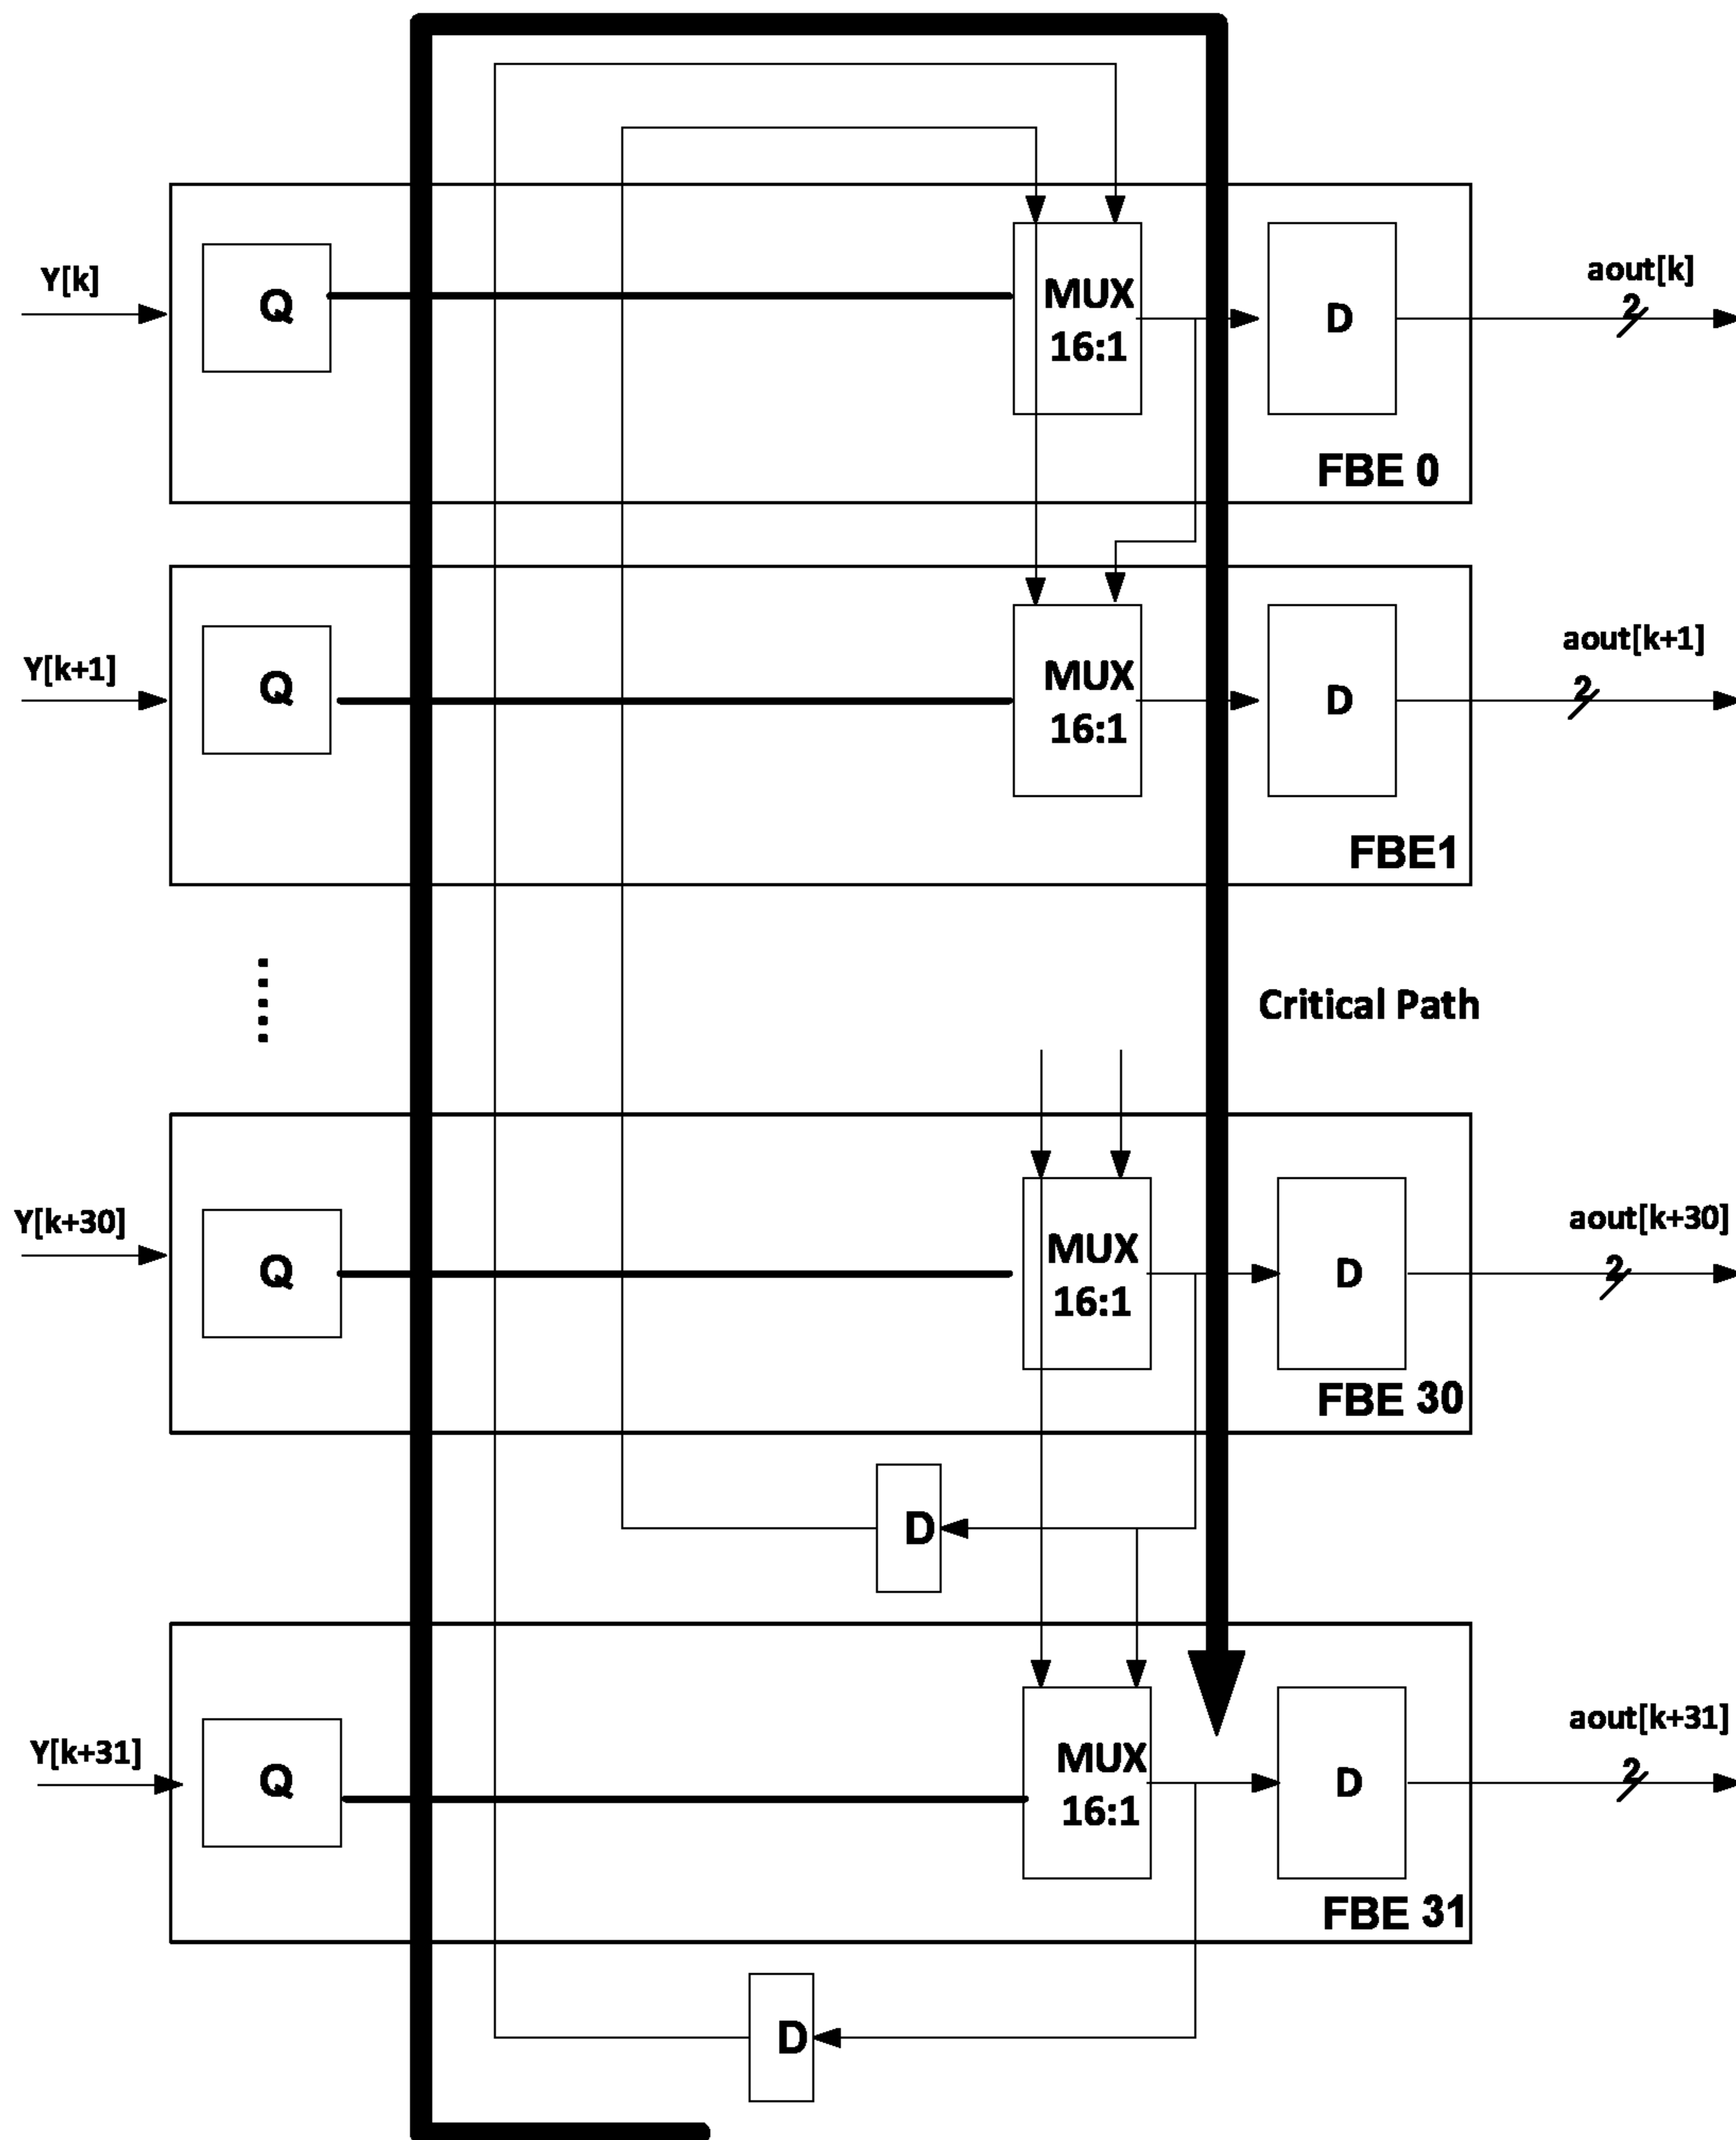 Y[k]
Q
MUX
16:1
D
aout[k]
2
FBE 0
Y[k+1]
Q
MUX
16:1
D
aout[k+1]
2
FBE1
Critical Path
Y[k+30]
Q
MUX
16:1
D
aout[k+30]
2
FBE 30
D
Y[k+31]
Q
MUX
16:1
D
aout[k+31]
2
FBE 31
D